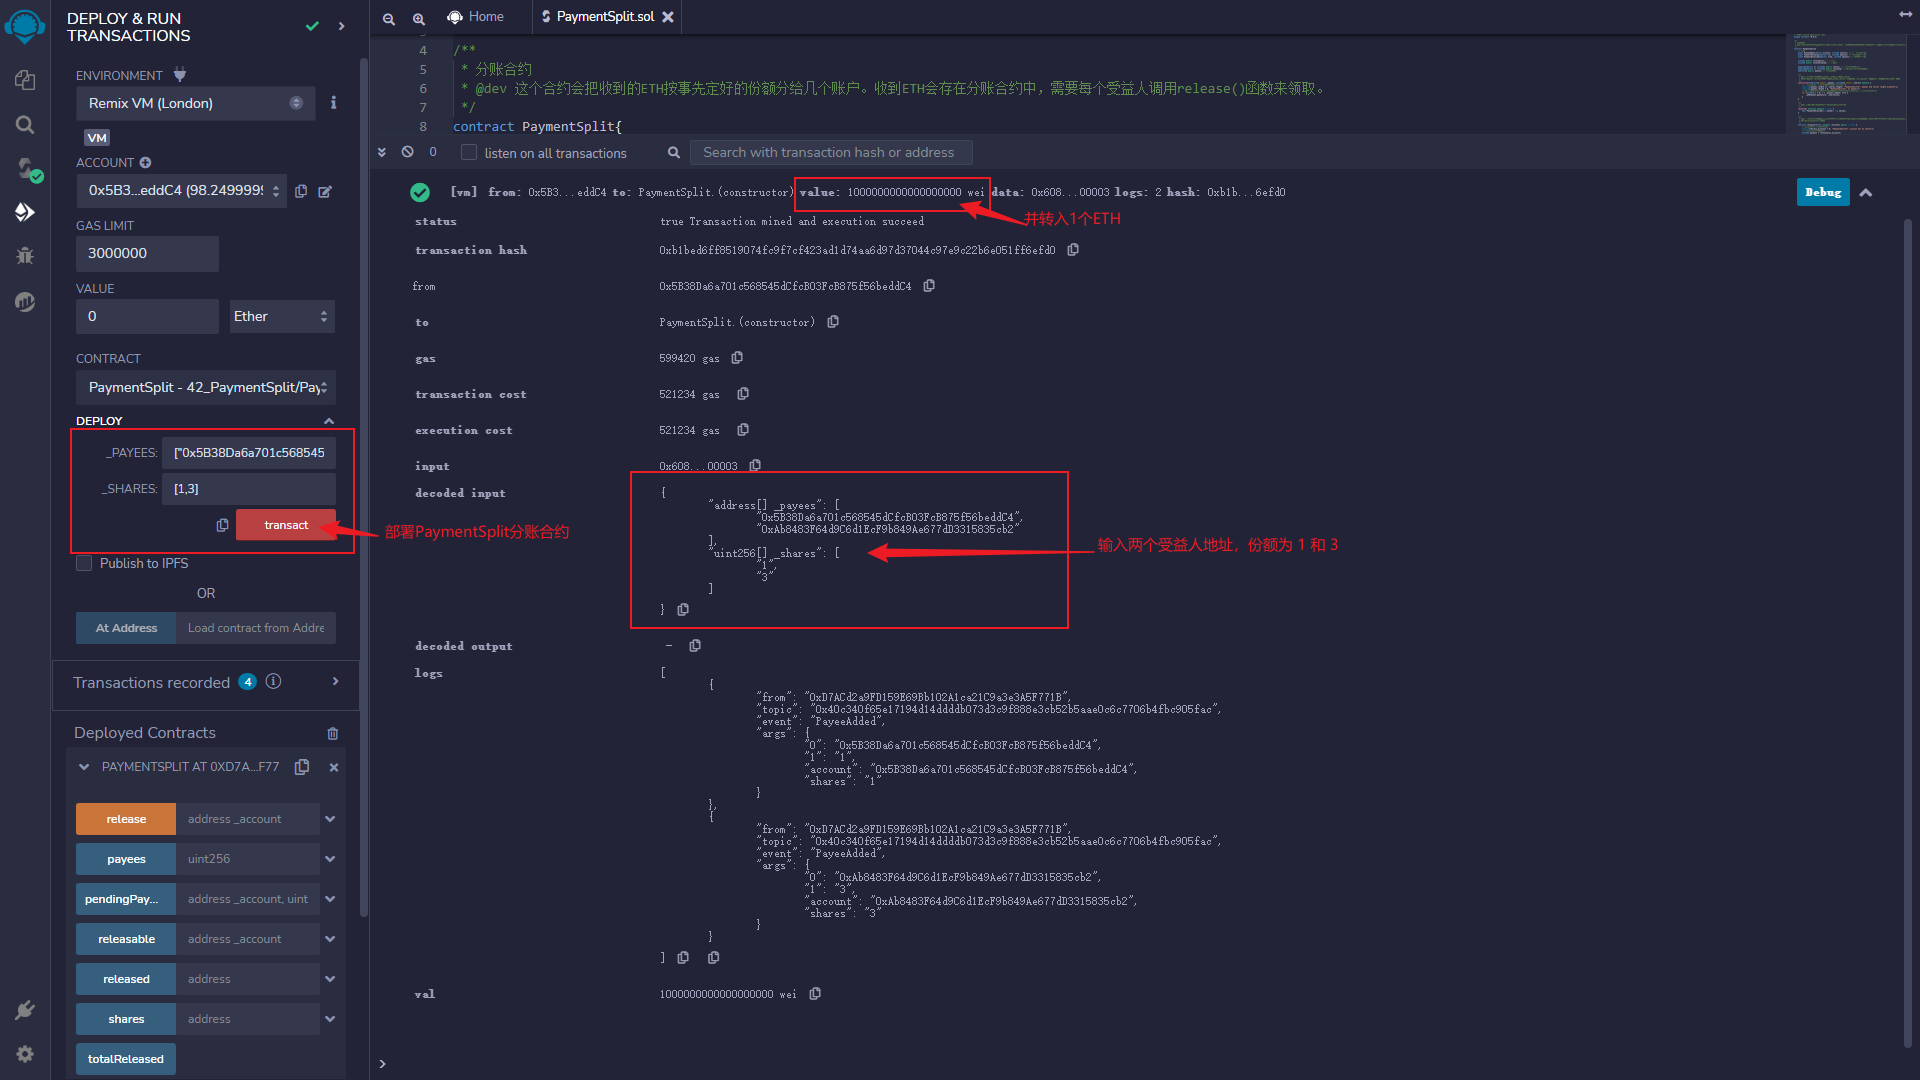 DEPLOY & RUN
TRANSACTIONS
ENVIRONMENT
Remix VM (London)
VM
ACCOUNT
0x5B3...eddC4 (98.2499999
GAS LIMIT
3000000
VALUE
0
Ether
CONTRACT
PaymentSplit - 42_PaymentSplit/Pay
DEPLOY
_PAYEES:
["0x5B38Da6a701c568545
_SHARES:
[1,3]
transact
部署PaymentSplit分账合约
Publish to IPFS
OR
At Address
Load contract from Addre
Transactions recorded 4
Deployed Contracts
PAYMENTSPLIT AT 0XD7A...F77
release address _account
payees uint256
pendingPay... address _account, uint
releasable address _account
released address
shares address
totalReleased
Home
PaymentSplit.sol
4 /**
5 * 分账合约
6 * @dev 这个合约会把收到的ETH按事先定好的份额分给几个账户。收到ETH会存在分账合约中，需要每个受益人调用release()函数来领取。
7 */
8 contract PaymentSplit{
0
listen on all transactions
Search with transaction hash or address
[vm] from: 0x5B3...eddC4 to: PaymentSplit.(constructor) value: 1000000000000000000 wei data: 0x608...00003 logs: 2 hash: 0xb1b...6efd0
Debug
并转入1个ETH
status true Transaction mined and execution succeed
transaction hash 0xb1bed6ff8519074fc9f7cf423ad1d74aa6d97d37044c97e9c22b6e051ff6efd0
from 0x5B38Da6a701c568545dCfcB03FcB875f56beddC4
to PaymentSplit.(constructor)
gas 599420 gas
transaction cost 521234 gas
execution cost 521234 gas
input 0x608...00003
decoded input {
"address[] _payees": [
"0x5B38Da6a701c568545dCfcB03FcB875f56beddC4",
"0xAb8483F64d9C6d1EcF9b849Ae677dD3315835cb2"
],
"uint256[] _shares": [
"1",
"3"
]
}
输入两个受益人地址，份额为 1 和 3
decoded output -
logs [
{
"from": "0xD7ACd2a9FD159E69Bb102A1ca21C9a3e3A5F771B",
"topic": "0x40c340f65e17194d14ddddb073d3c9f888e3cb52b5aae0c6c7706b4fbc905fac",
"event": "PayeeAdded",
"args": {
"0": "0x5B38Da6a701c568545dCfcB03FcB875f56beddC4",
"1": "1",
"account": "0x5B38Da6a701c568545dCfcB03FcB875f56beddC4",
"shares": "1"
}
},
{
"from": "0xD7ACd2a9FD159E69Bb102A1ca21C9a3e3A5F771B",
"topic": "0x40c340f65e17194d14ddddb073d3c9f888e3cb52b5aae0c6c7706b4fbc905fac",
"event": "PayeeAdded",
"args": {
"0": "0xAb8483F64d9C6d1EcF9b849Ae677dD3315835cb2",
"1": "3",
"account": "0xAb8483F64d9C6d1EcF9b849Ae677dD3315835cb2",
"shares": "3"
}
}
]
val 1000000000000000000 wei
>